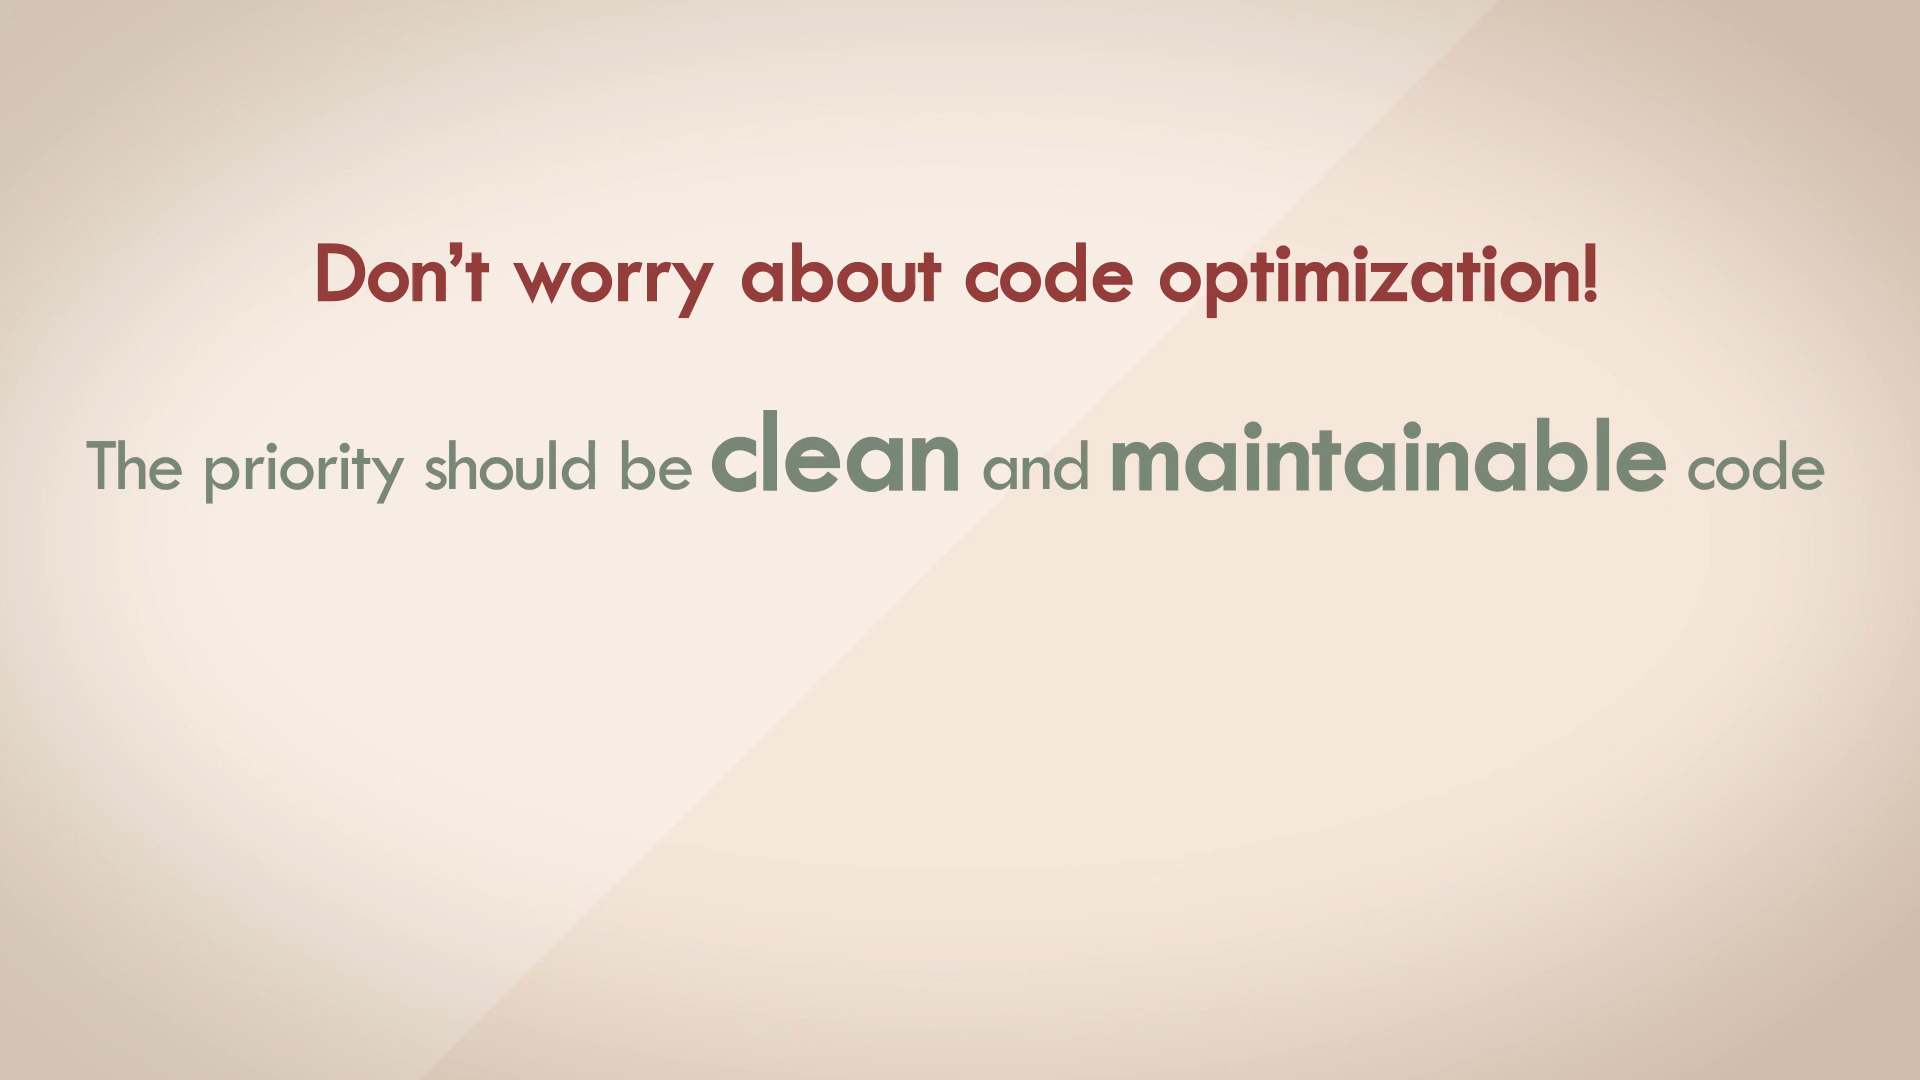 Don’t worry about code optimization!
The priority should be clean and maintainable code